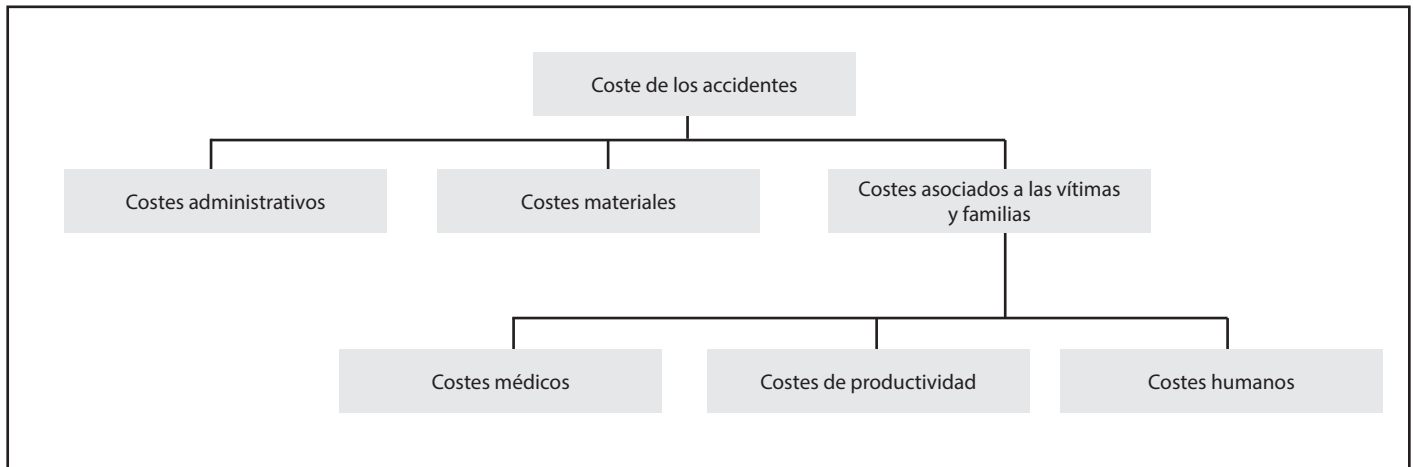 Coste de los accidentes
Costes administrativos
Costes materiales
Costes asociados a las vítimas
y familias
Costes médicos
Costes de productividad
Costes humanos